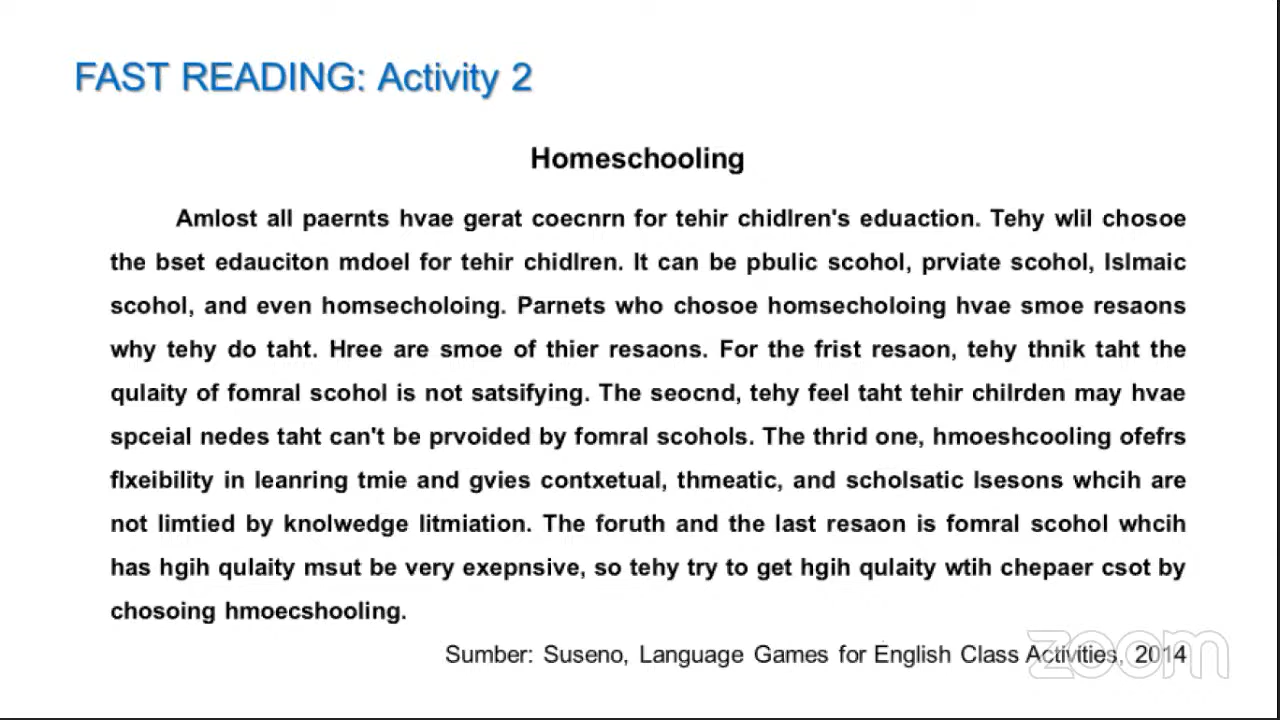 FAST READING: Activity 2
Homeschooling
Amlost all paernts hvae gerat coecnrn for tehir chidlren's eduaction. Tehy wlil chosoe
the bset edauciton mdoel for tehir chidlren. It can be pbulic scohol, prviate scohol, Islmaic
scohol, and even homsecholoing. Parnets who chosoe homsecholoing hvae smoe resaons
why tehy do taht. Hree are smoe of thier resaons. For the frist resaon, tehy thnik taht the
qulaity of fomral scohol is not satsifying. The seocnd, tehy feel taht tehir chilrden may hvae
spceial nedes taht can't be prvoided by fomral scohols. The thrid one, hmoeshcooling ofefrs
flxeibility in leanring tmie and gvies contxetual, thmeatic, and scholsatic lsesons whcih are
not limtied by knolwedge litmiation. The foruth and the last resaon is fomral scohol whcih
has hgih qulaity msut be very exepnsive, so tehy try to get hgih qulaity wtih chepaer csot by
chosoing hmoecshooling.
Sumber: Suseno, Language Games for English Class Activities, 2014
zoom